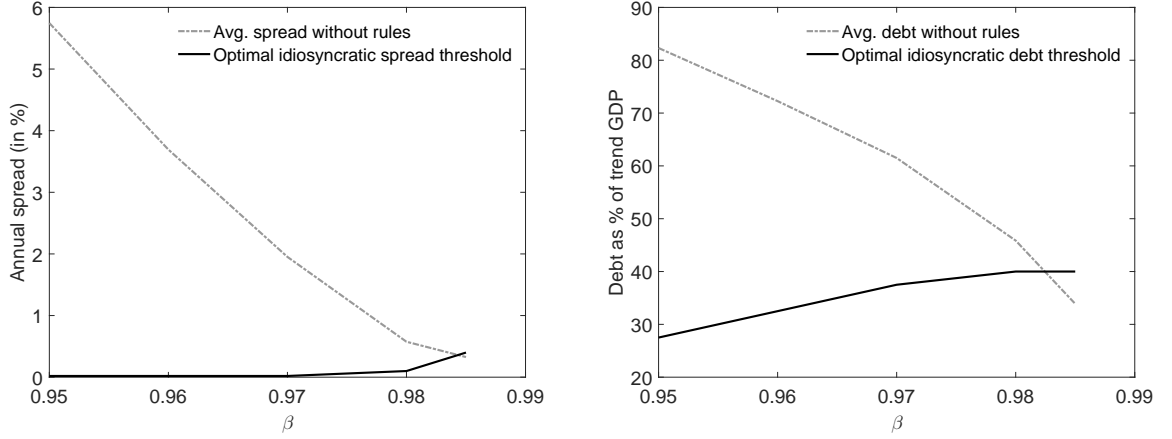 Annual spread (in %)
6
5
4
3
2
1
0
Avg. spread without rules
Optimal idiosyncratic spread threshold
0.95 0.96 0.97 0.98 0.99
β
Debt as % of trend GDP
90
80
70
60
50
40
30
20
Avg. debt without rules
Optimal idiosyncratic debt threshold
0.95 0.96 0.97 0.98 0.99
β